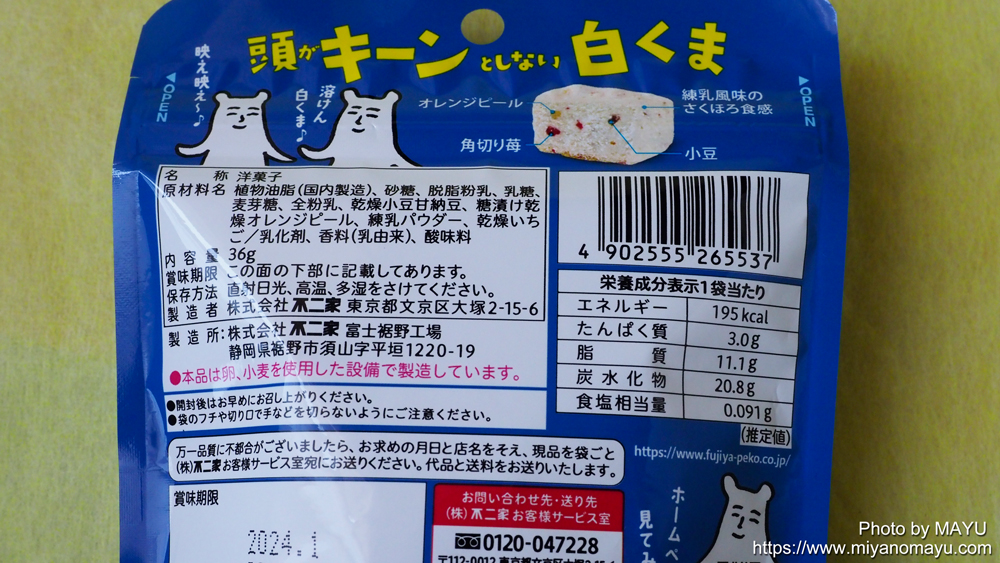 頭がキーンとしない白くま
映え映え〜♪
溶けん
白くま♪
◀OPEN
◀OPEN
オレンジピール
角切り苺
練乳風味の
さくほろ食感
小豆
名称 洋菓子
原材料名 植物油脂(国内製造)、砂糖、脱脂粉乳、乳糖、
麦芽糖、全粉乳、乾燥小豆甘納豆、糖漬け乾
燥オレンジピール、練乳パウダー、乾燥いち
ご/乳化剤、香料(乳由来)、酸味料
内容量 36g
賞味期限 この面の下部に記載してあります。
保存方法 直射日光、高温、多湿をさけてください。
製造者 株式会社 不二家 東京都文京区大塚2-15-6
製造所:株式会社 不二家 富士裾野工場
静岡県裾野市須山字平垣1220-19
●本品は卵、小麦を使用した設備で製造しています。
●開封後はお早めにお召し上がりください。
●袋のフチや切り口で手などを切らないようにご注意ください。
4 902555 265537
栄養成分表示1袋当たり
エネルギー 195kcal
たんぱく質 3.0g
脂質 11.1g
炭水化物 20.8g
食塩相当量 0.091g
(推定値)
万一品質に不都合がございましたら、お求めの月日と店名をそえ、現品を袋ごと
(株)不二家お客様サービス室宛にお送りください。代品と送料をお送りいたします。
https://www.fujiya-peko.co.jp/
賞味期限
2024.1
お問い合わせ先・送り先
(株)不二家 お客様サービス室
0120-047228
〒112-0012 東京都文京区大塚2-15-6
ホームペ
見てみ
Photo by MAYU
https://www.miyanomayu.com/